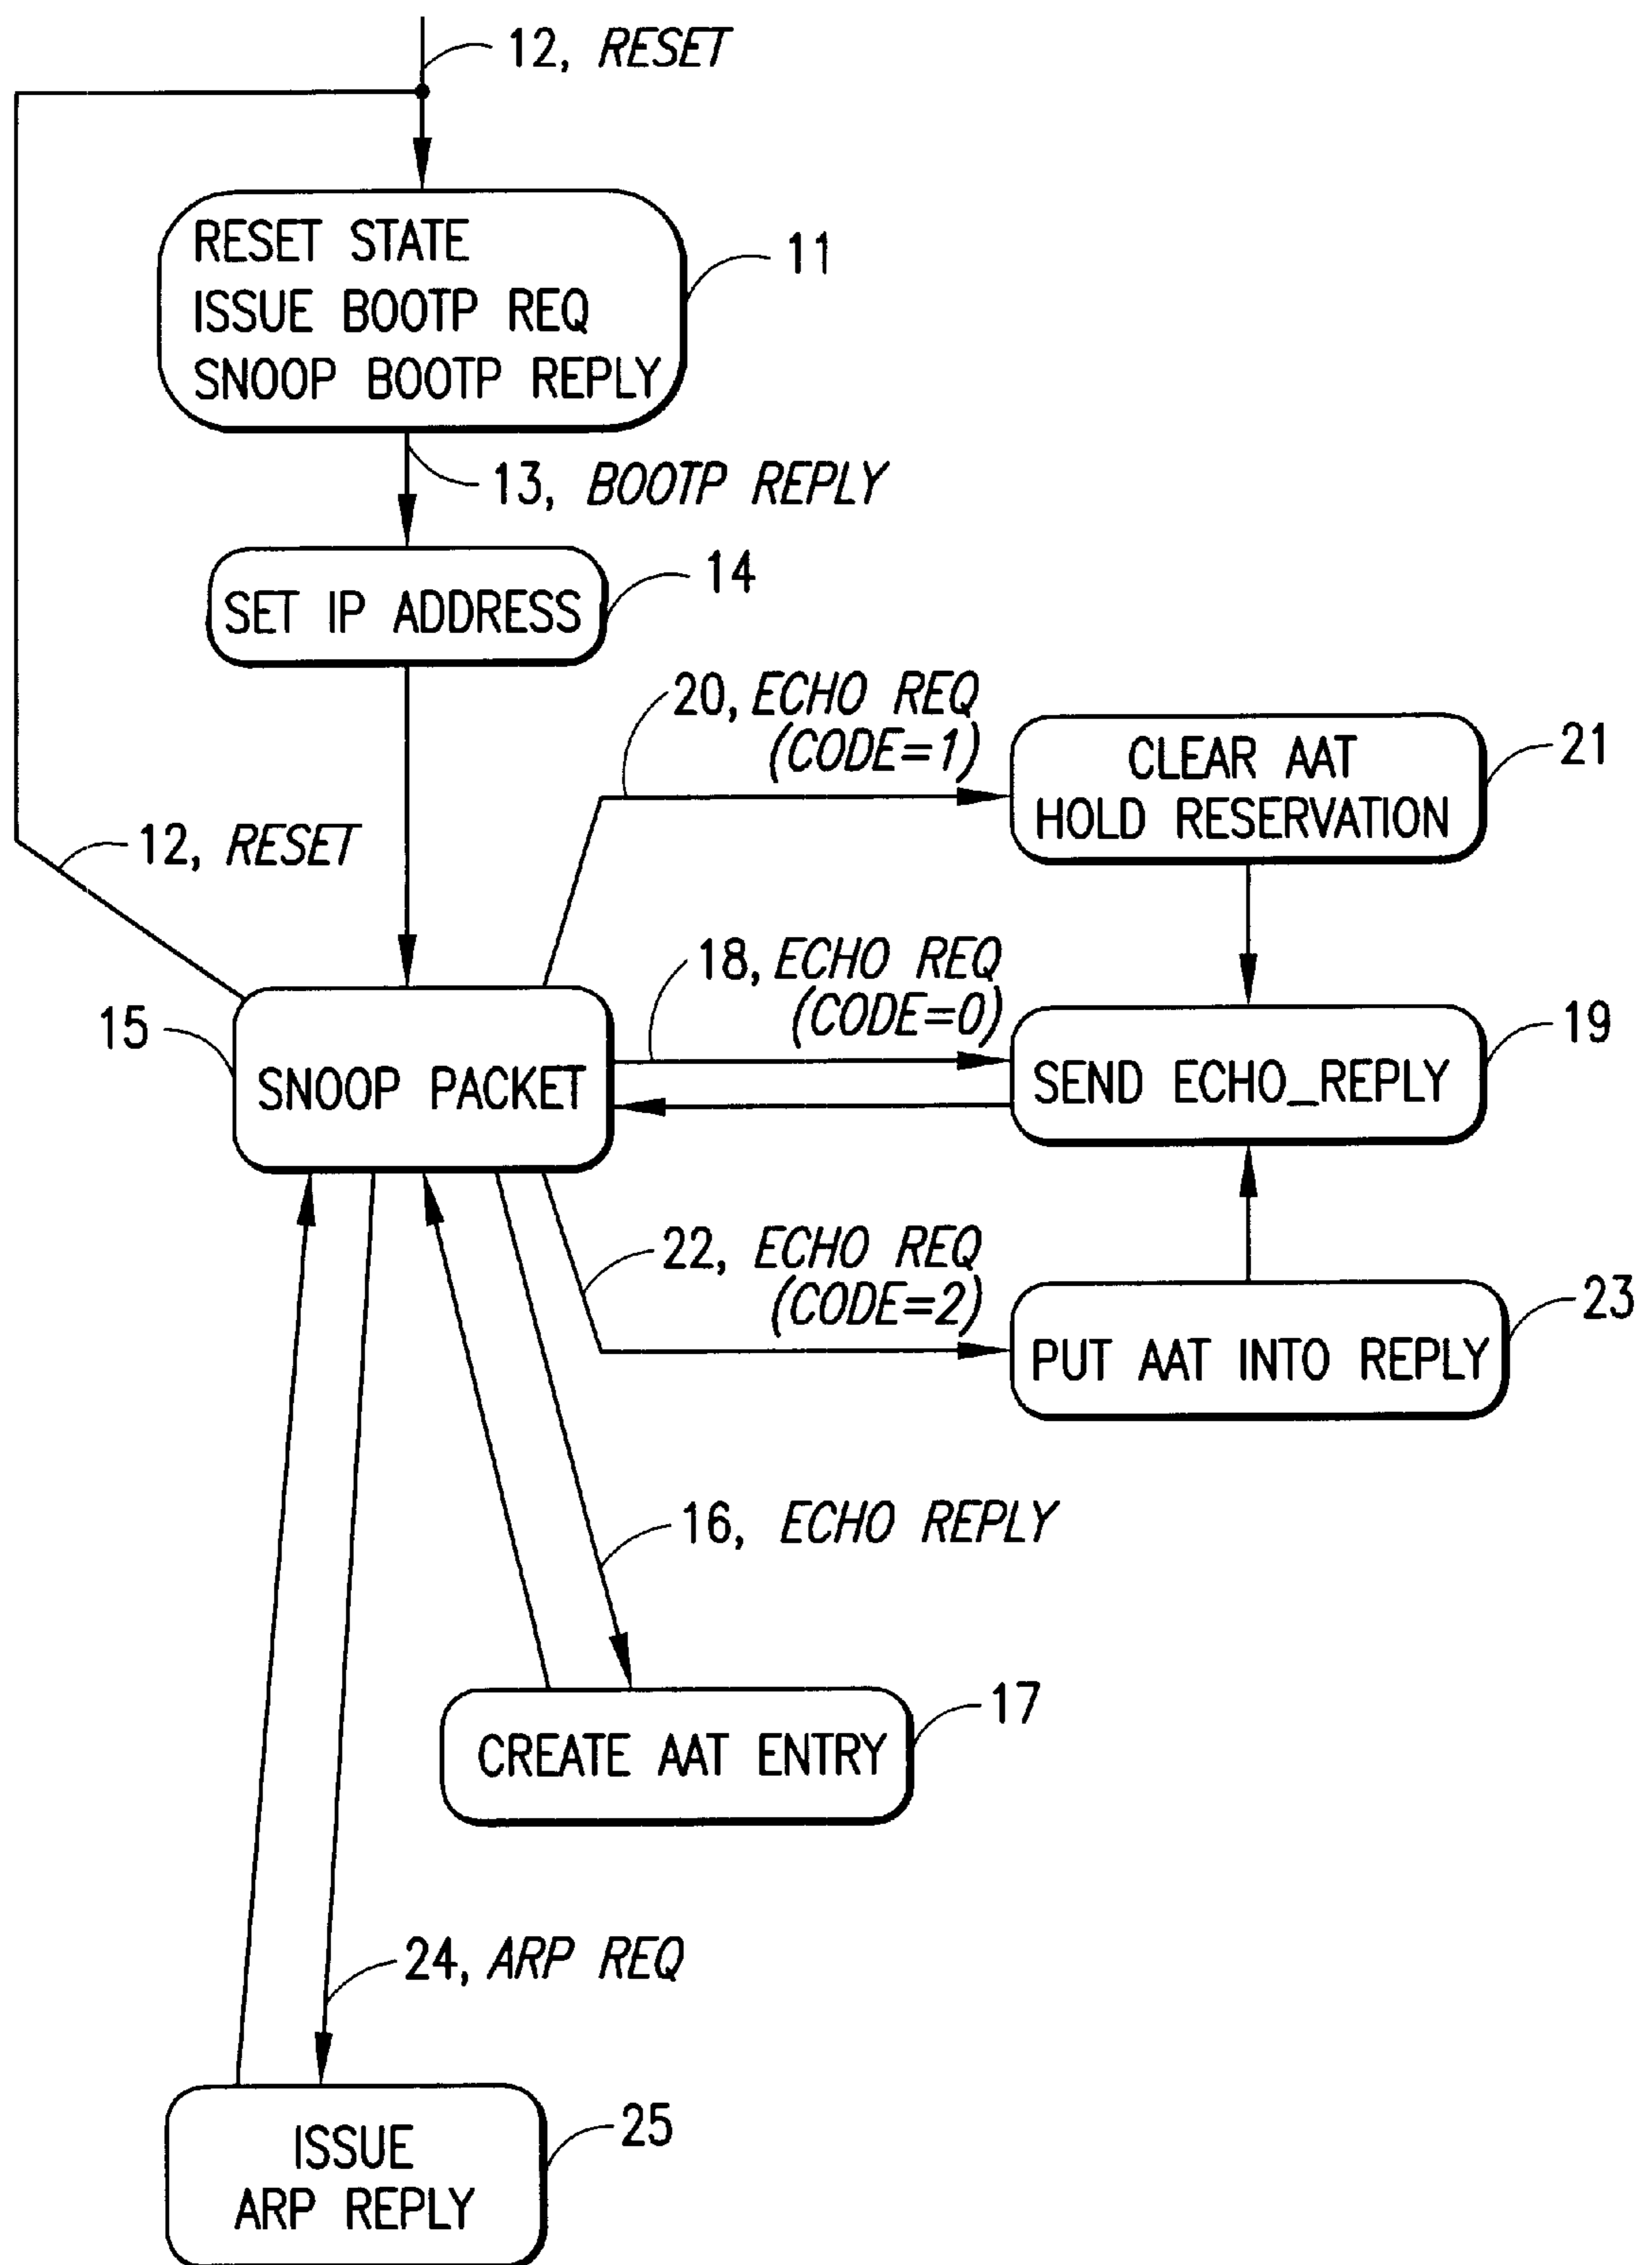 12, RESET
RESET STATE
ISSUE BOOTP REQ
SNOOP BOOTP REPLY
11
13, BOOTP REPLY
SET IP ADDRESS
14
20, ECHO REQ
(CODE=1)
CLEAR AAT
HOLD RESERVATION
21
12, RESET
18, ECHO REQ
(CODE=0)
15
SNOOP PACKET
SEND ECHO_REPLY
19
22, ECHO REQ
(CODE=2)
PUT AAT INTO REPLY
23
16, ECHO REPLY
CREATE AAT ENTRY
17
24, ARP REQ
ISSUE
ARP REPLY
25